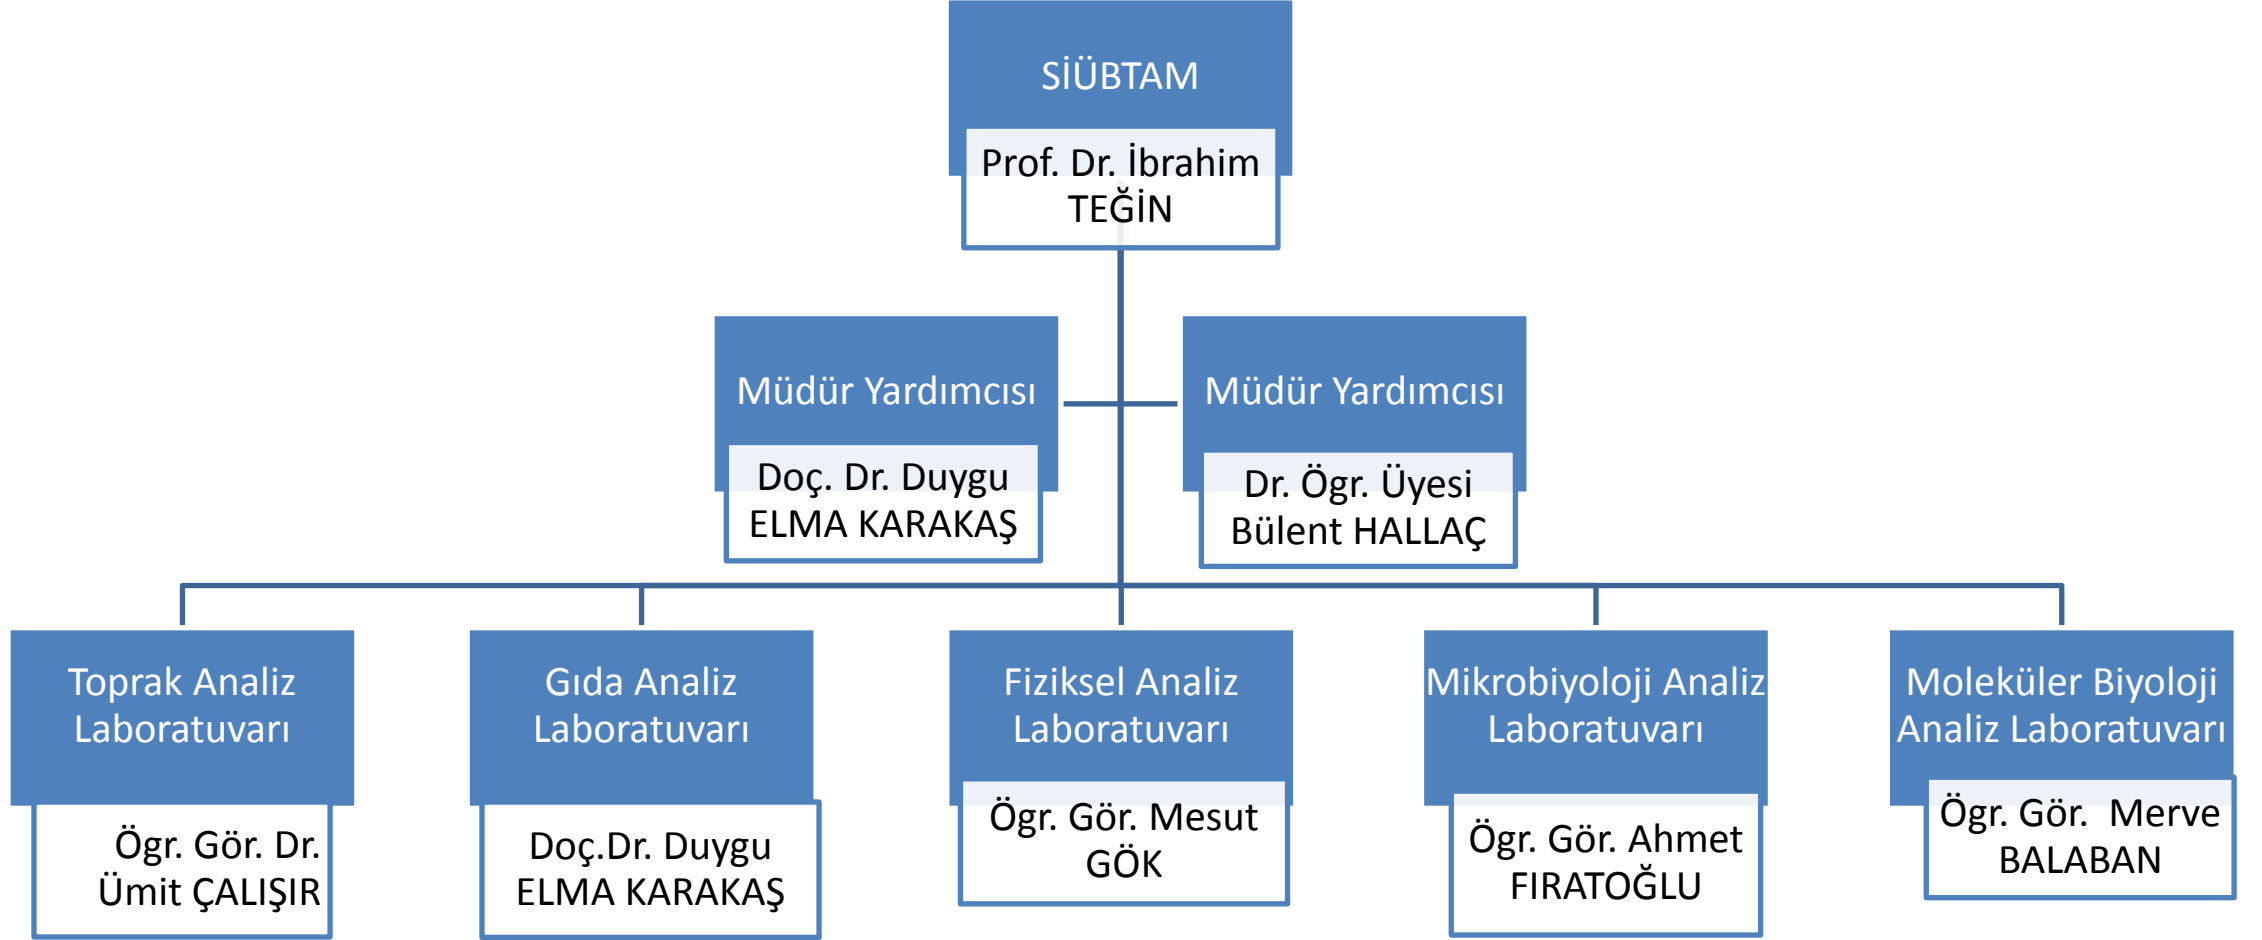 SİÜBTAM
Prof. Dr. İbrahim
TEĞİN
Müdür Yardımcısı
Doç. Dr. Duygu
ELMA KARAKAŞ
Müdür Yardımcısı
Dr. Ögr. Üyesi
Bülent HALLAÇ
Toprak Analiz
Laboratuvarı
Ögr. Gör. Dr.
Ümit ÇALIŞIR
Gıda Analiz
Laboratuvarı
Doç.Dr. Duygu
ELMA KARAKAŞ
Fiziksel Analiz
Laboratuvarı
Ögr. Gör. Mesut
GÖK
Mikrobiyoloji Analiz
Laboratuvarı
Ögr. Gör. Ahmet
FIRATOĞLU
Moleküler Biyoloji
Analiz Laboratuvarı
Ögr. Gör.  Merve
BALABAN